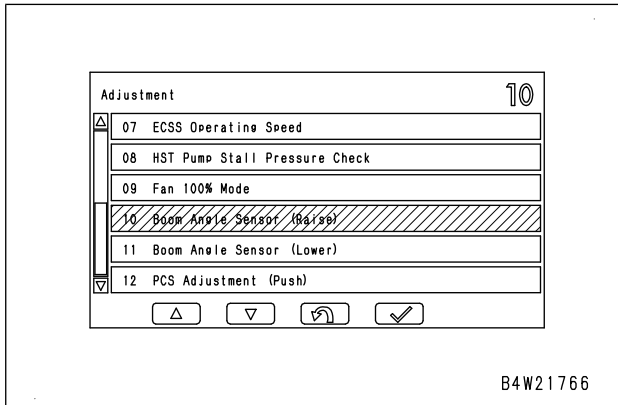 Adjustment 10
07 ECSS Operating Speed
08 HST Pump Stall Pressure Check
09 Fan 100% Mode
10 Boom Angle Sensor (Raise)
11 Boom Angle Sensor (Lower)
12 PCS Adjustment (Push)
B4W21766